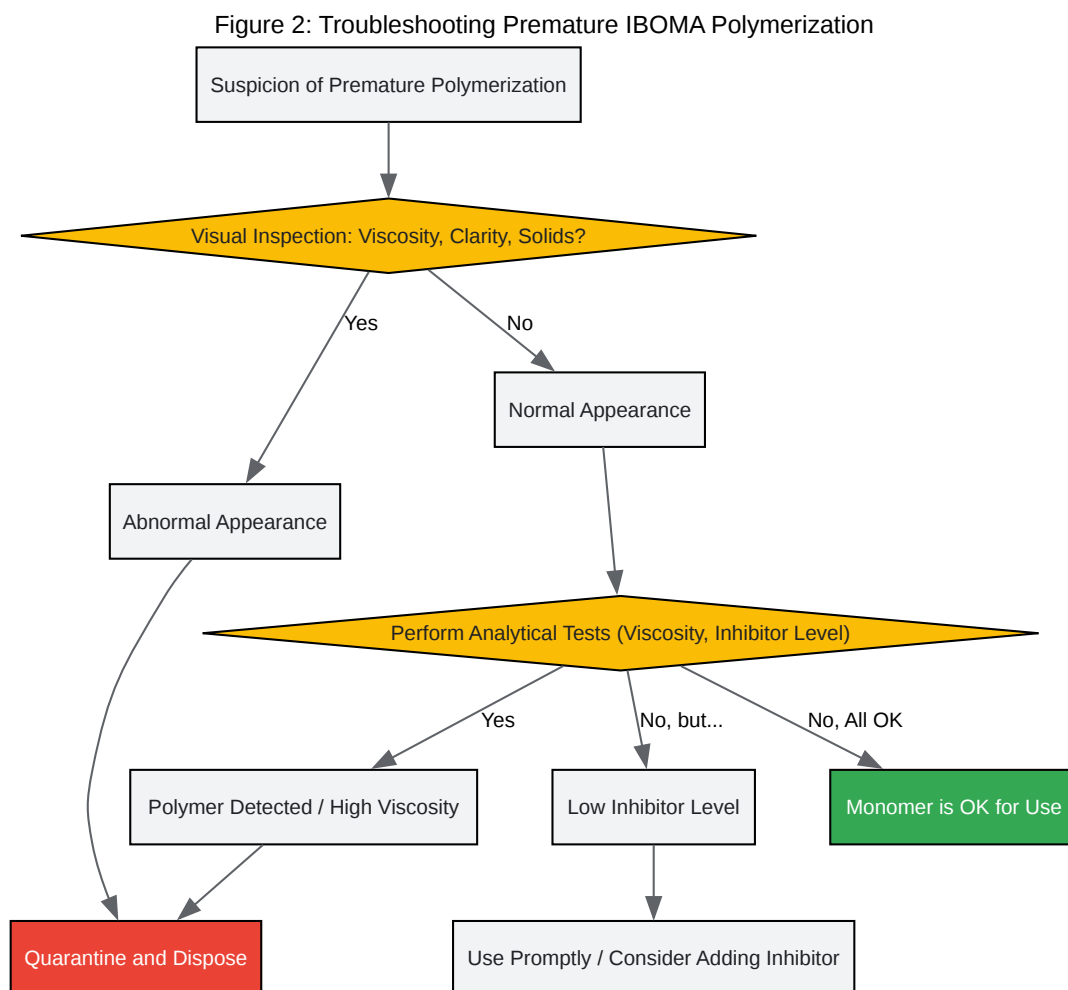 Figure 2: Troubleshooting Premature IBOMA Polymerization
Suspicion of Premature Polymerization
Visual Inspection: Viscosity, Clarity, Solids?
Yes
No
Normal Appearance
Abnormal Appearance
Perform Analytical Tests (Viscosity, Inhibitor Level)
Yes
No, but...
No, All OK
Polymer Detected / High Viscosity
Low Inhibitor Level
Monomer is OK for Use
Quarantine and Dispose
Use Promptly / Consider Adding Inhibitor